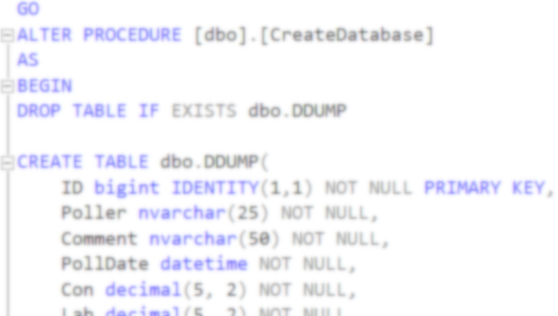 GO
ALTER PROCEDURE [dbo].[CreateDatabase]
AS
BEGIN
DROP TABLE IF EXISTS dbo.DDUMP
CREATE TABLE dbo.DDUMP(
ID bigint IDENTITY(1,1) NOT NULL PRIMARY KEY,
Poller nvarchar(25) NOT NULL,
Comment nvarchar(50) NOT NULL,
PollDate datetime NOT NULL,
Con decimal(5, 2) NOT NULL,
Lab decimal(5, 2) NOT NULL,